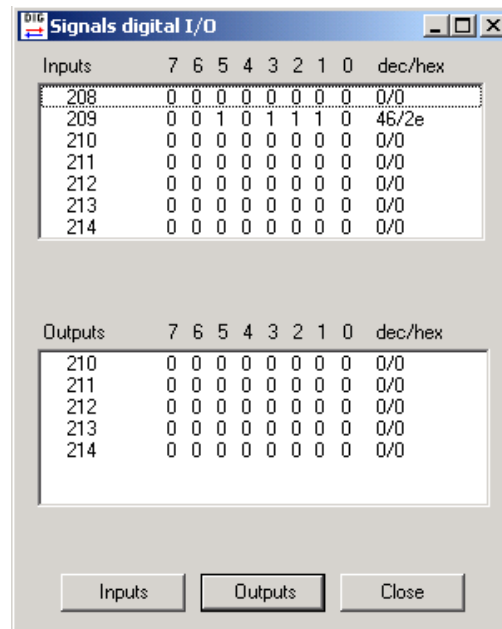 DIG Signals digital I/O
Inputs 7 6 5 4 3 2 1 0 dec/hex
208 0 0 0 0 0 0 0 0 0/0
209 0 0 1 0 1 1 1 0 46/2e
210 0 0 0 0 0 0 0 0 0/0
211 0 0 0 0 0 0 0 0 0/0
212 0 0 0 0 0 0 0 0 0/0
213 0 0 0 0 0 0 0 0 0/0
214 0 0 0 0 0 0 0 0 0/0
Outputs 7 6 5 4 3 2 1 0 dec/hex
210 0 0 0 0 0 0 0 0 0/0
211 0 0 0 0 0 0 0 0 0/0
212 0 0 0 0 0 0 0 0 0/0
213 0 0 0 0 0 0 0 0 0/0
214 0 0 0 0 0 0 0 0 0/0
Inputs Outputs Close